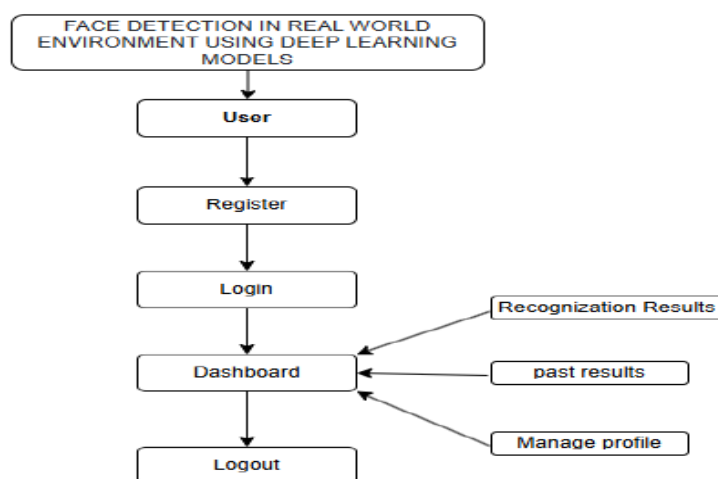 FACE DETECTION IN REAL WORLD
ENVIRONMENT USING DEEP LEARNING
MODELS
User
Register
Login
Recognization Results
Dashboard
past results
Manage profile
Logout